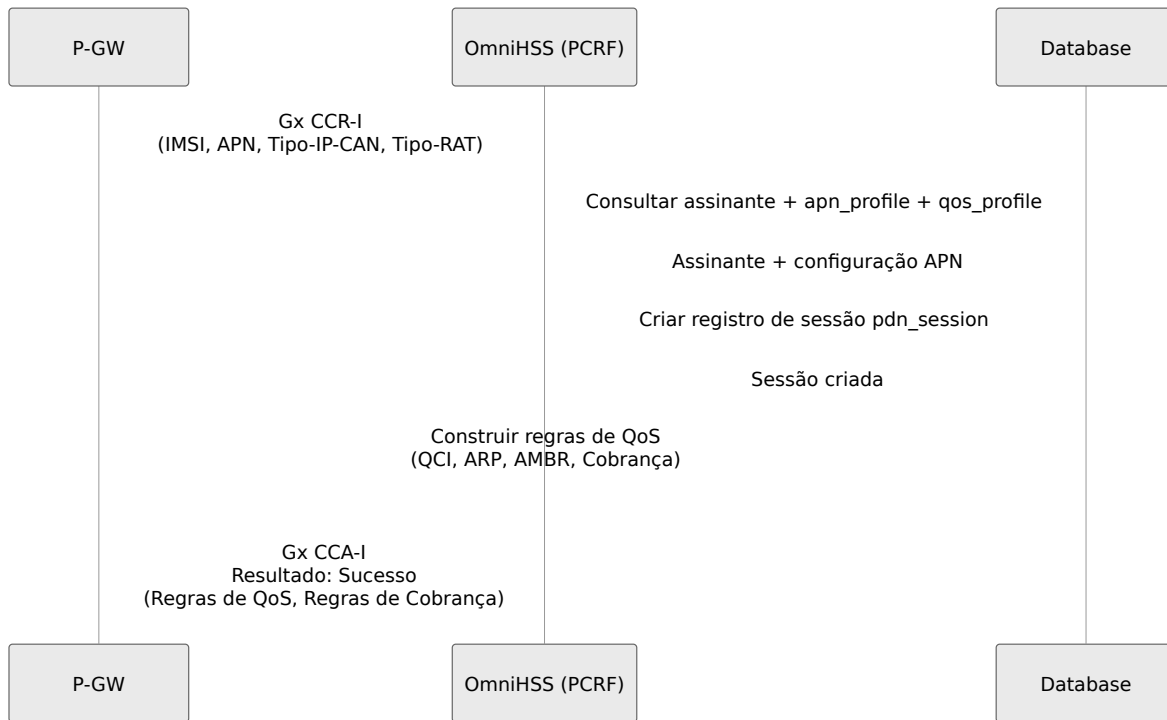 P-GW
OmniHSS (PCRF)
Database
Gx CCR-I
(IMSI, APN, Tipo-IP-CAN, Tipo-RAT)
Consultar assinante + apn_profile + qos_profile
Assinante + configuração APN
Criar registro de sessão pdn_session
Sessão criada
Construir regras de QoS
(QCI, ARP, AMBR, Cobrança)
Gx CCA-I
Resultado: Sucesso
(Regras de QoS, Regras de Cobrança)
P-GW
OmniHSS (PCRF)
Database